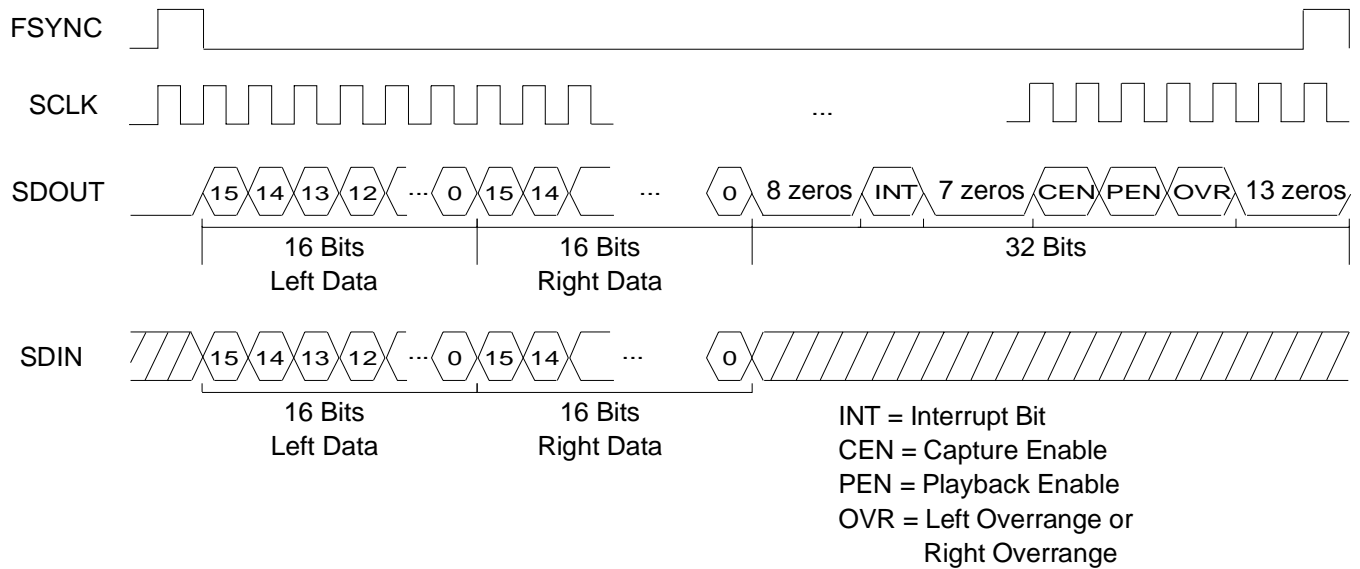 FSYNC
SCLK
...
SDOUT
15 14 13 12 ... 0 15 14 ... 0 8 zeros INT 7 zeros CEN PEN OVR 13 zeros
16 Bits
Left Data
16 Bits
Right Data
32 Bits
SDIN
15 14 13 12 ... 0 15 14 ... 0
16 Bits
Left Data
16 Bits
Right Data
INT = Interrupt Bit
CEN = Capture Enable
PEN = Playback Enable
OVR = Left Overrange or
Right Overrange